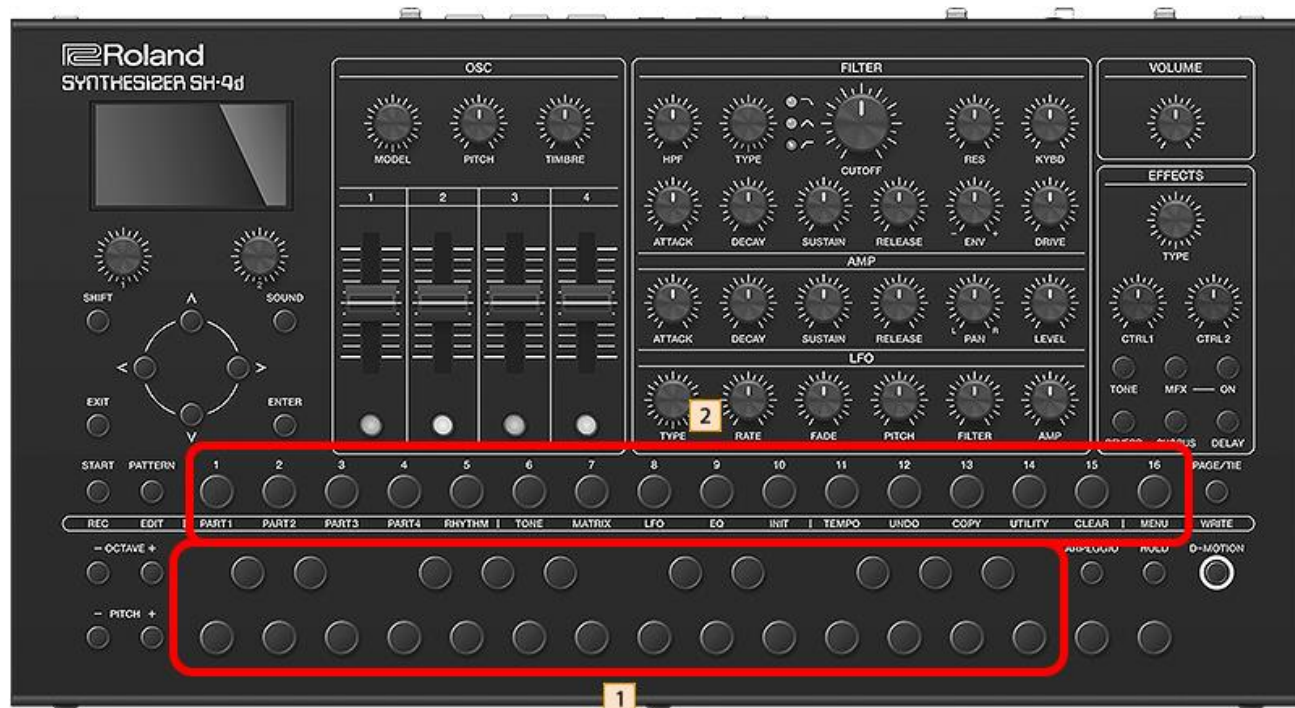 Roland
SYNTHESIZER SH-4d
OSC
MODEL PITCH TIMBRE
1 2 3 4
FILTER
HPF TYPE CUTOFF RES KYBD
ATTACK DECAY SUSTAIN RELEASE - ENV + DRIVE
AMP
ATTACK DECAY SUSTAIN RELEASE L PAN R LEVEL
LFO
TYPE RATE FADE PITCH FILTER AMP
2
VOLUME
EFFECTS
TYPE
CTRL1 CTRL2
TONE MFX ON
DELAY
1 2
SHIFT SOUND
EXIT ENTER
START PATTERN 1 2 3 4 5 6 7 8 9 10 11 12 13 14 15 16 PAGE/TIE
REC EDIT PART1 PART2 PART3 PART4 RHYTHM TONE MATRIX LFO EQ INIT TEMPO UNDO COPY UTILITY CLEAR MENU WRITE
- OCTAVE + ARPEGGIO HOLD D-MOTION
- PITCH +
1